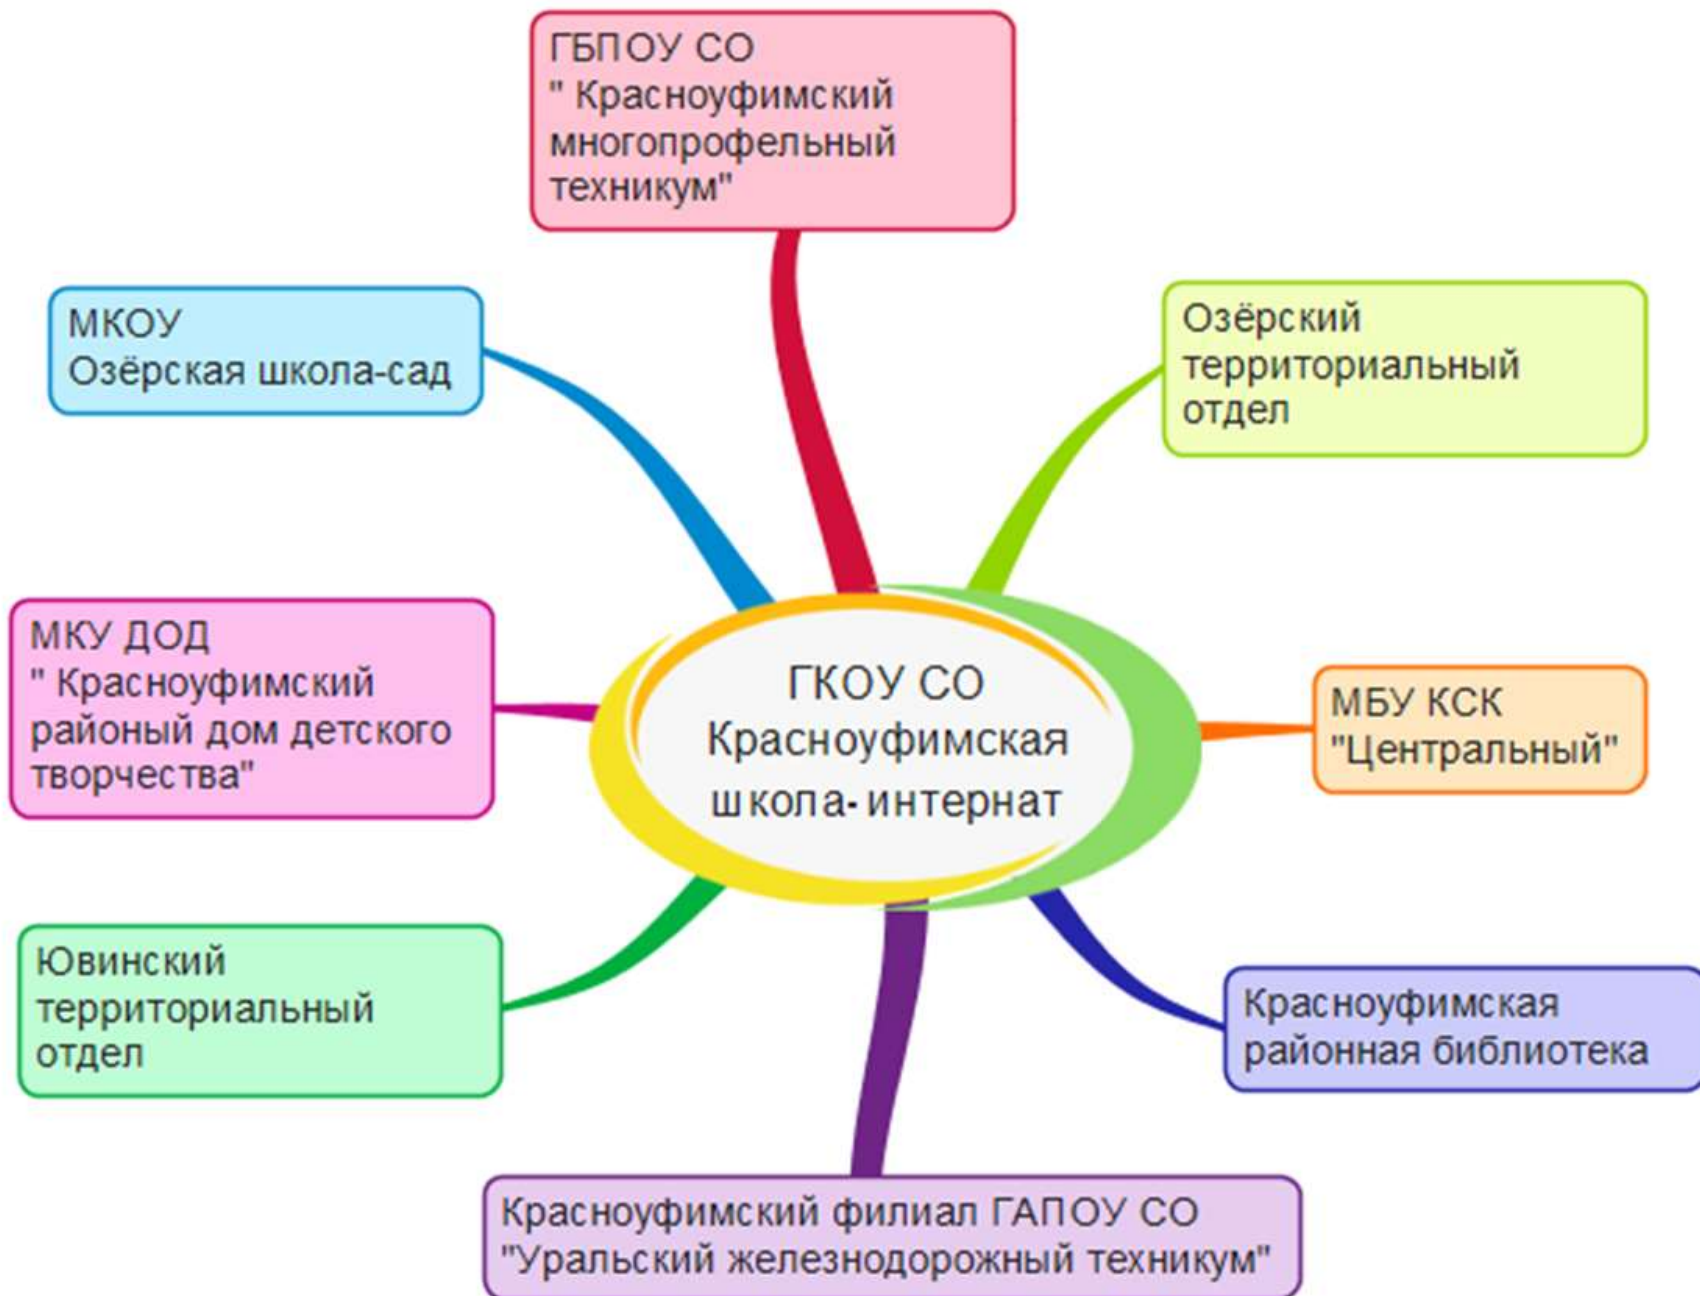 ГБПОУ СО
" Красноуфимский
многопрофельный
техникум"
МКОУ
Озёрская школа-сад
Озёрский
территориальный
отдел
МКУ ДОД
" Красноуфимский
районый дом детского
творчества"
ГКОУ СО
Красноуфимская
школа- интернат
МБУ КСК
"Центральный"
Ювинский
территориальный
отдел
Красноуфимская
районная библиотека
Красноуфимский филиал ГАПОУ СО
"Уральский железнодорожный техникум"